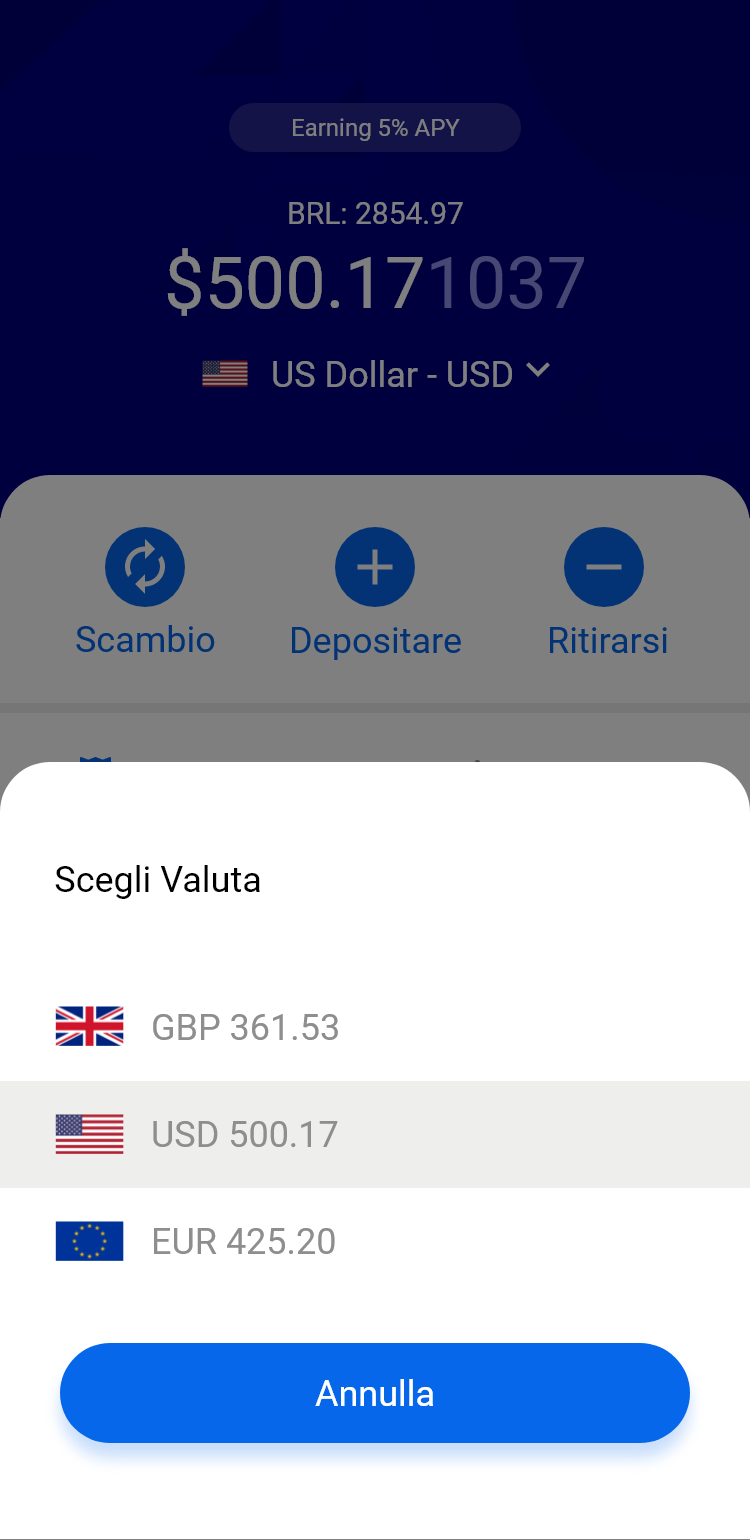 Earning 5% APY
BRL: 2854.97
$500.171037
US Dollar - USD
Scambio
Depositare
Ritirarsi
Scegli Valuta
GBP 361.53
USD 500.17
EUR 425.20
Annulla